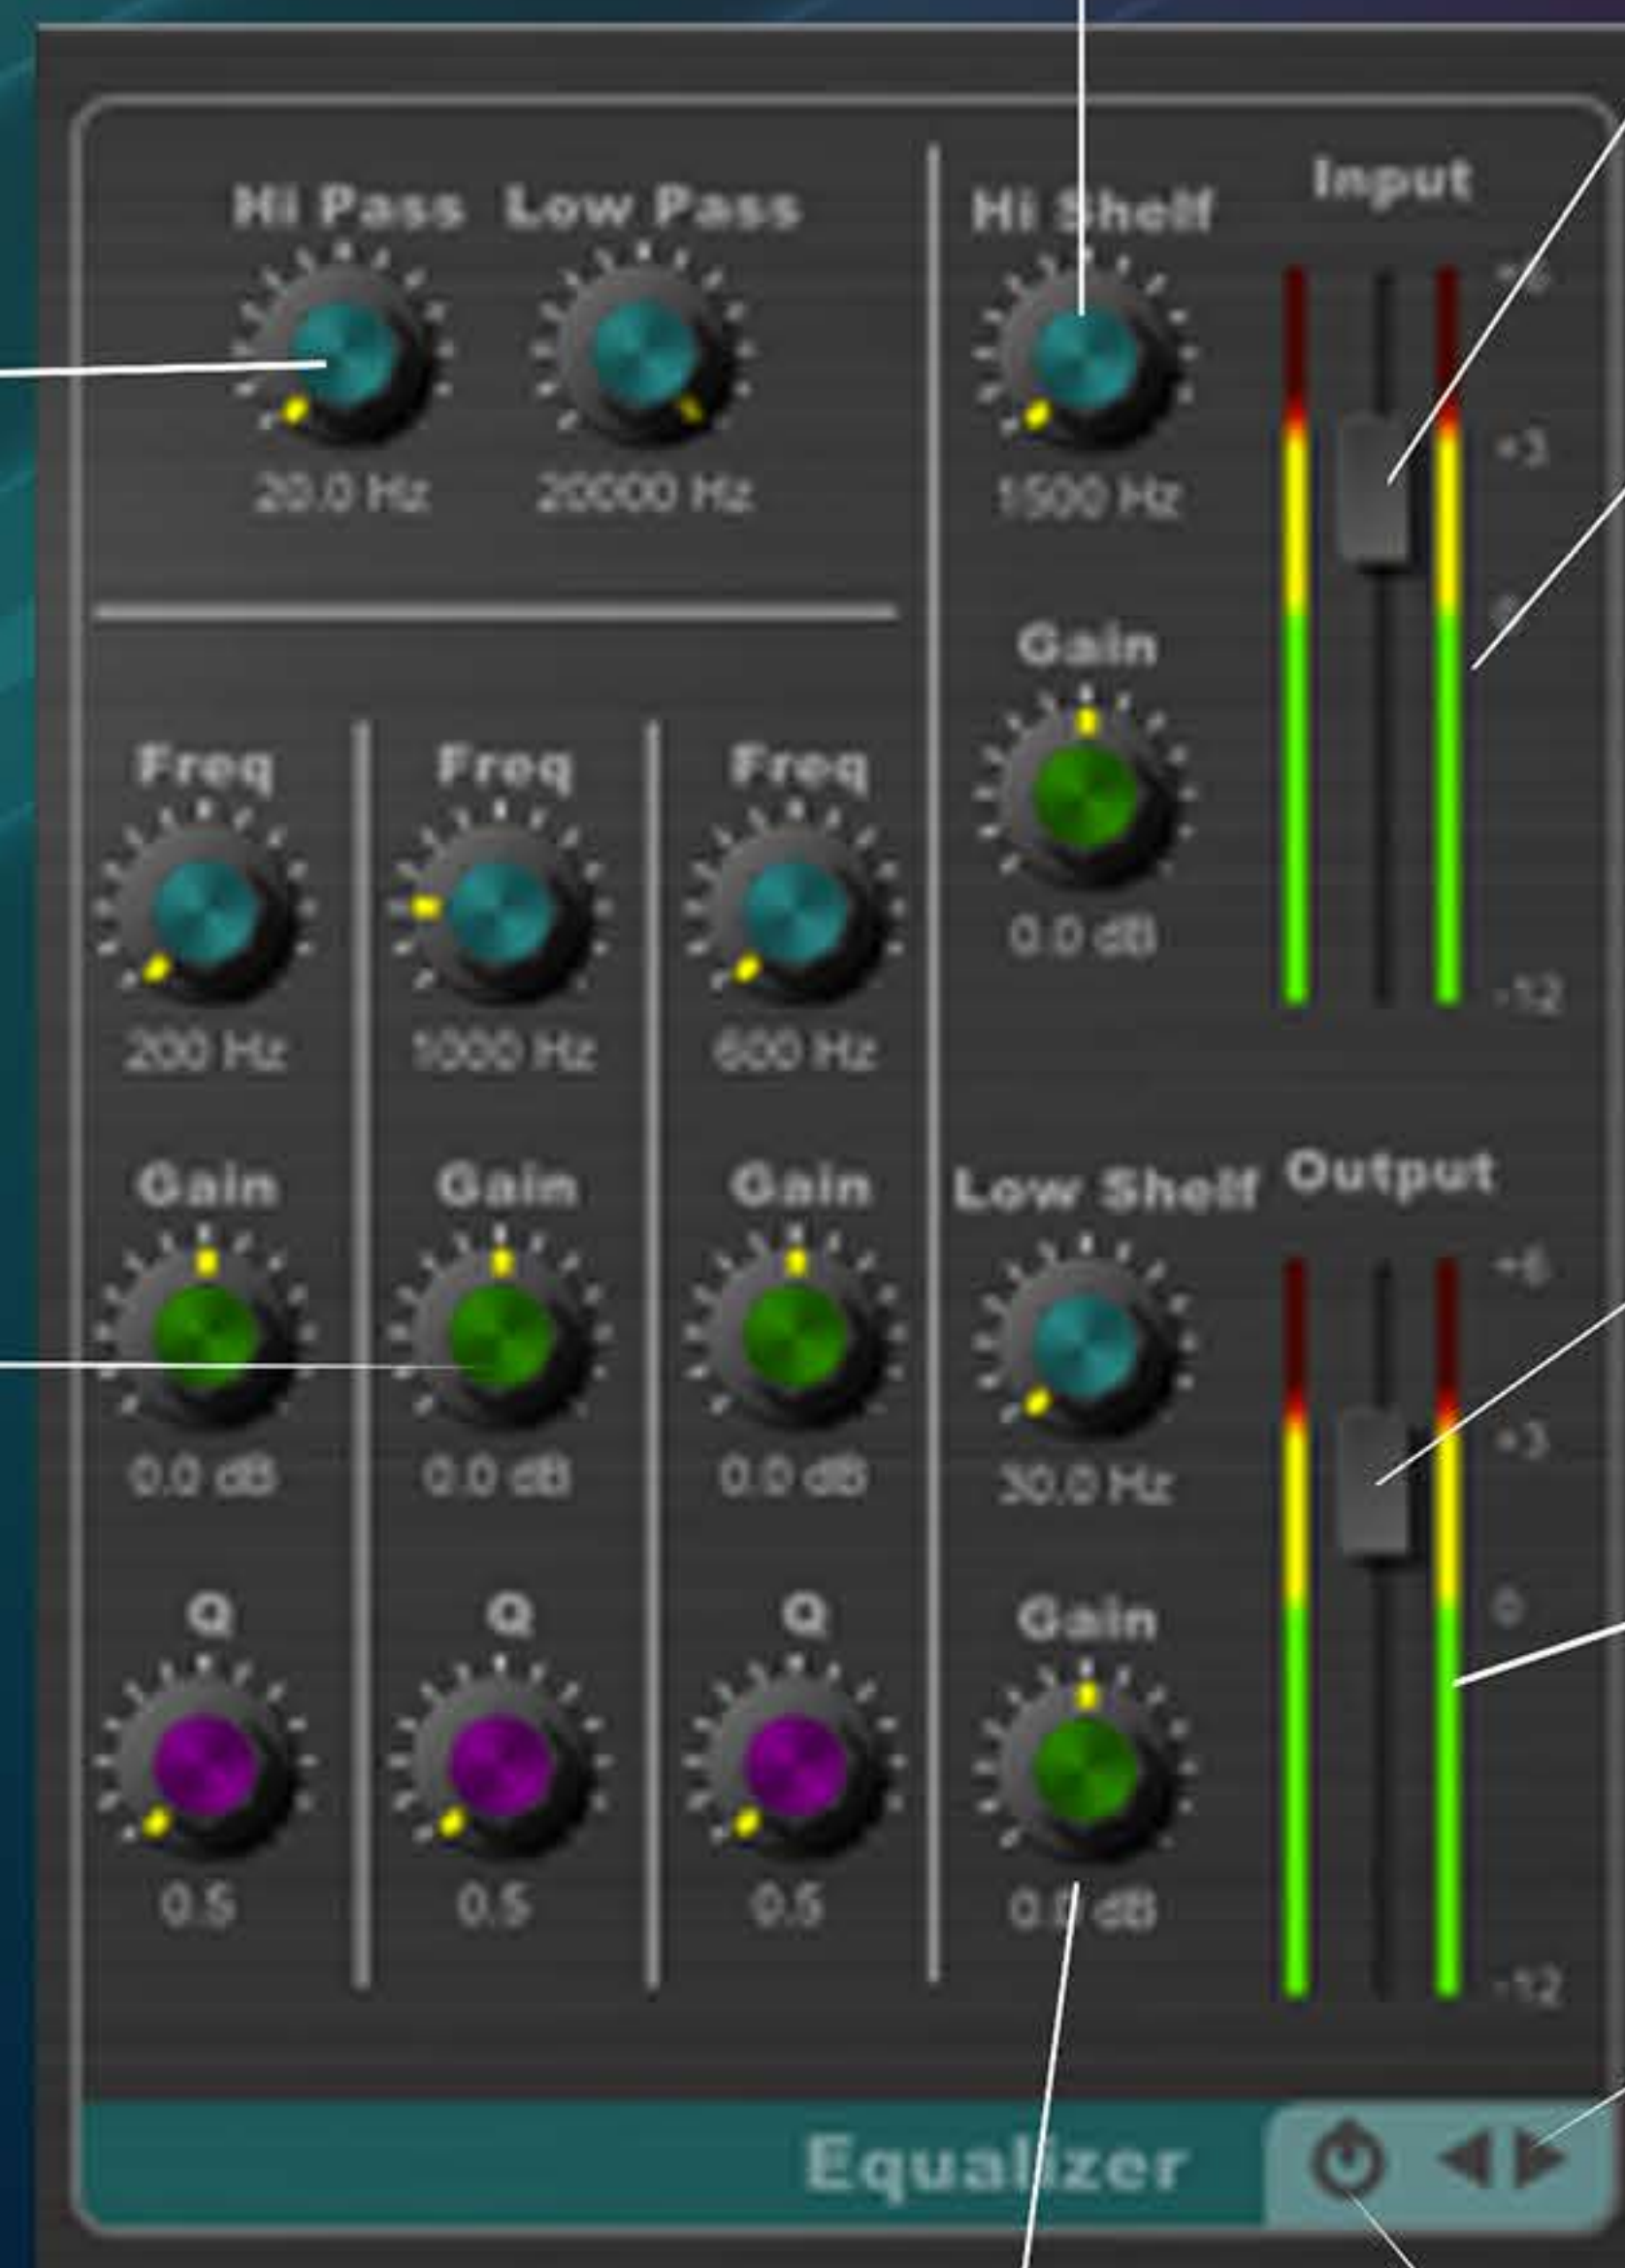 Hi Pass Low Pass
Hi Shelf
Input
+6
20.0 Hz 20000 Hz
1500 Hz
+3
0
Gain
0.0 dB
-12
Freq Freq Freq
200 Hz 1000 Hz 600 Hz
Gain Gain Gain
0.0 dB 0.0 dB 0.0 dB
Q Q Q
0.5 0.5 0.5
Low Shelf
30.0 Hz
Gain
0.0 dB
Output
+6
+3
0
-12
Equalizer